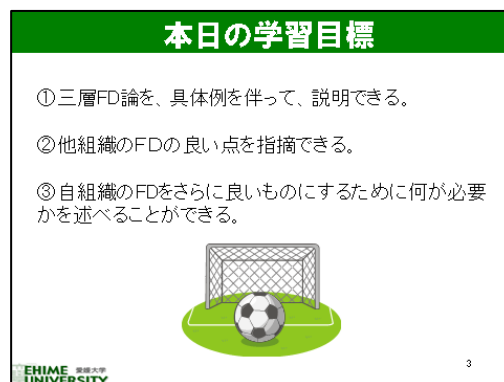 本日の学習目標
①三層FD論を、具体例を伴って、説明できる。
②他組織のＦＤの良い点を指摘できる。
③自組織のFDをさらに良いものにするために何が必要
かを述べることができる。
3
EHIME 愛媛大学
UNIVERSITY